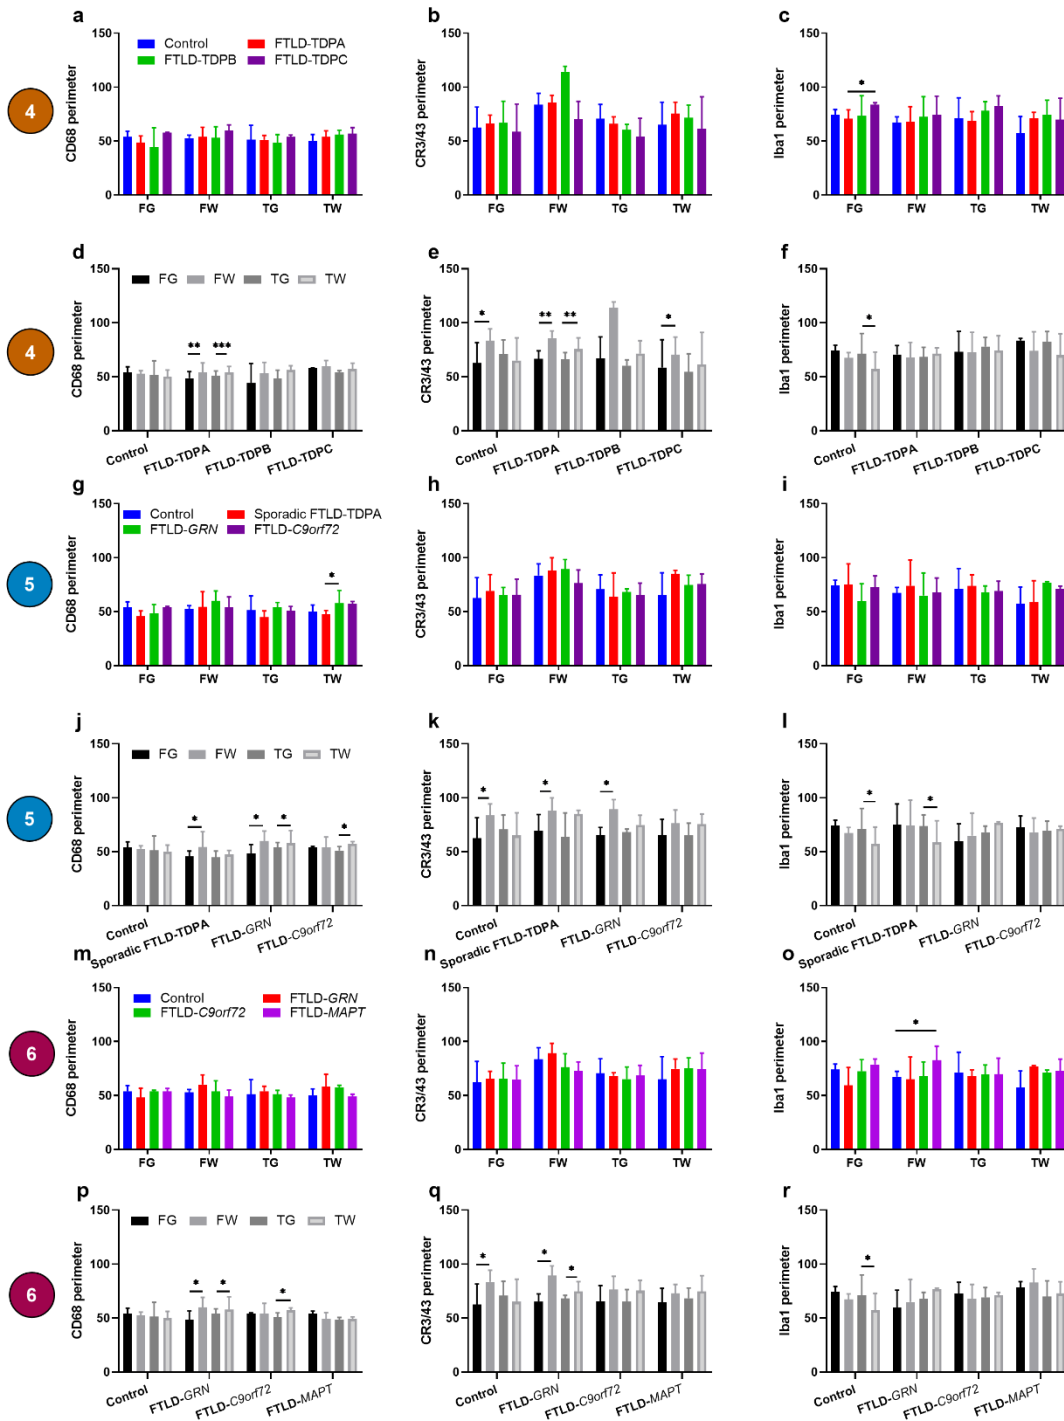 a
b
c
CD68 perimeter
150
100
50
0
Control
FTLD-TDPA
FTLD-TDPB
FTLD-TDPC
FG
FW
TG
TW
CR3/43 perimeter
150
100
50
0
FG
FW
TG
TW
Iba1 perimeter
150
100
50
0
*
FG
FW
TG
TW
4
d
e
f
CD68 perimeter
150
100
50
0
FG
FW
TG
TW
**
***
Control
FTLD-TDPA
FTLD-TDPB
FTLD-TDPC
CR3/43 perimeter
150
100
50
0
*
**
**
*
Control
FTLD-TDPA
FTLD-TDPB
FTLD-TDPC
Iba1 perimeter
150
100
50
0
*
Control
FTLD-TDPA
FTLD-TDPB
FTLD-TDPC
4
g
h
i
CD68 perimeter
150
100
50
0
Control
Sporadic FTLD-TDPA
FTLD-GRN
FTLD-C9orf72
*
FG
FW
TG
TW
CR3/43 perimeter
150
100
50
0
FG
FW
TG
TW
Iba1 perimeter
150
100
50
0
FG
FW
TG
TW
5
j
k
l
CD68 perimeter
150
100
50
0
FG
FW
TG
TW
*
*
*
*
Control
Sporadic FTLD-TDPA
FTLD-GRN
FTLD-C9orf72
CR3/43 perimeter
150
100
50
0
*
*
*
Control
Sporadic FTLD-TDPA
FTLD-GRN
FTLD-C9orf72
Iba1 perimeter
150
100
50
0
*
*
Control
Sporadic FTLD-TDPA
FTLD-GRN
FTLD-C9orf72
5
m
n
o
CD68 perimeter
150
100
50
0
Control
FTLD-GRN
FTLD-C9orf72
FTLD-MAPT
FG
FW
TG
TW
CR3/43 perimeter
150
100
50
0
FG
FW
TG
TW
Iba1 perimeter
150
100
50
0
*
FG
FW
TG
TW
6
p
q
r
CD68 perimeter
150
100
50
0
FG
FW
TG
TW
*
*
*
Control
FTLD-GRN
FTLD-C9orf72
FTLD-MAPT
CR3/43 perimeter
150
100
50
0
*
*
*
Control
FTLD-GRN
FTLD-C9orf72
FTLD-MAPT
Iba1 perimeter
150
100
50
0
*
Control
FTLD-GRN
FTLD-C9orf72
FTLD-MAPT
6